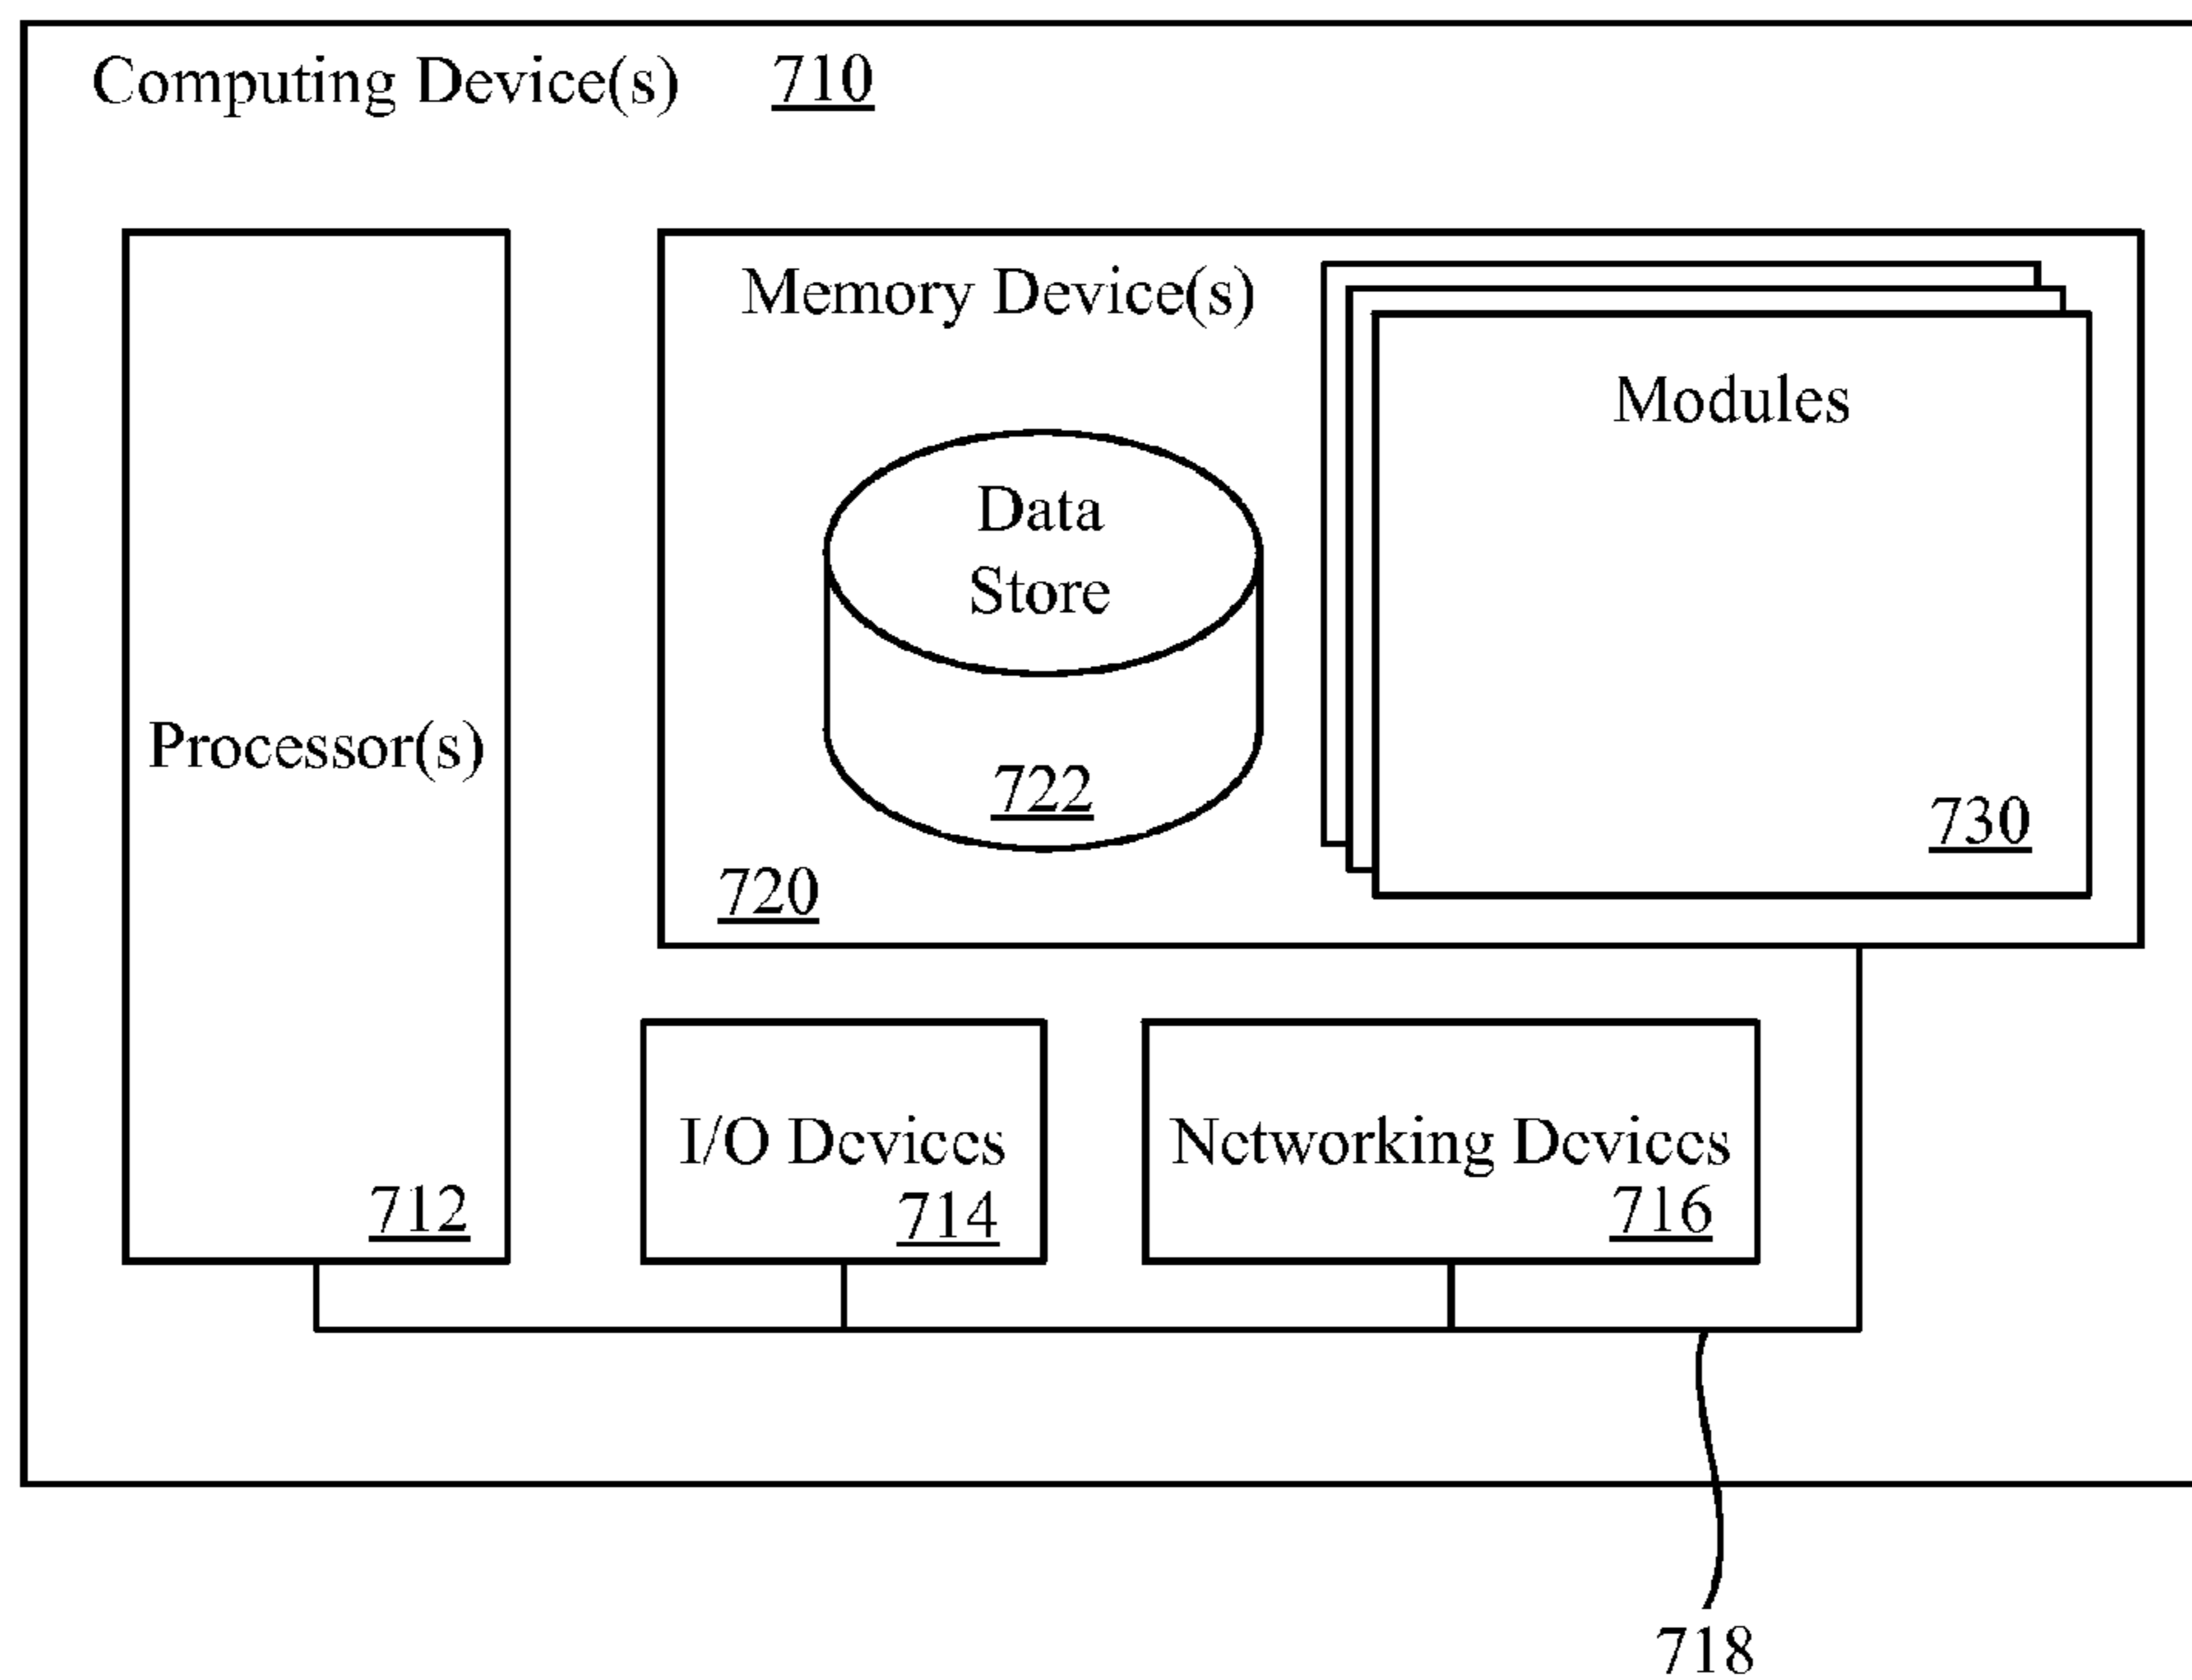 Computing Device(s) 710
Memory Device(s)
Modules
Data
Store
Processor(s)
722
730
720
I/O Devices
Networking Devices
712
714
716
718